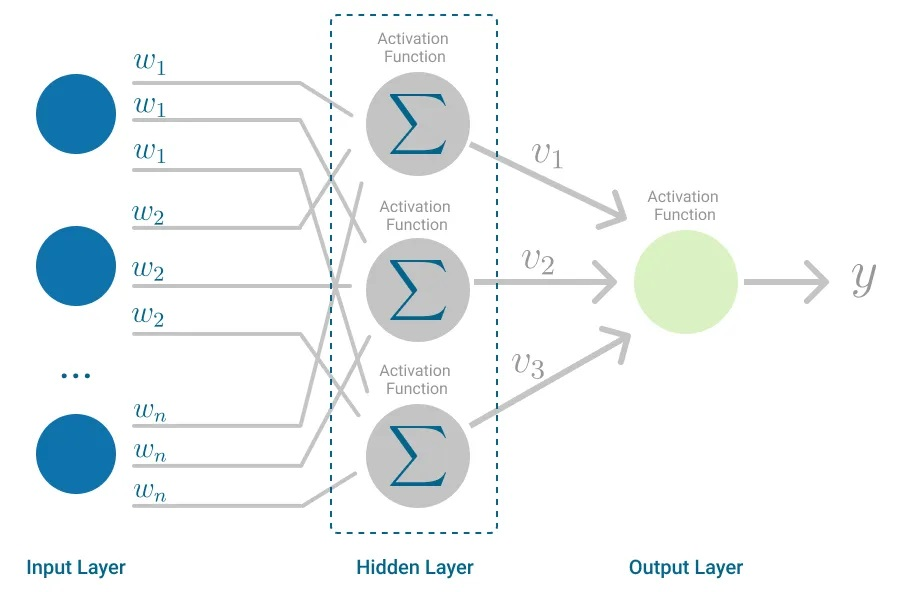 w₁
w₁
w₁
w₂
w₂
w₂
...
wₙ
wₙ
wₙ
Activation
Function
Σ
Activation
Function
Σ
Activation
Function
Σ
v₁
v₂
v₃
Activation
Function
y
Input Layer
Hidden Layer
Output Layer